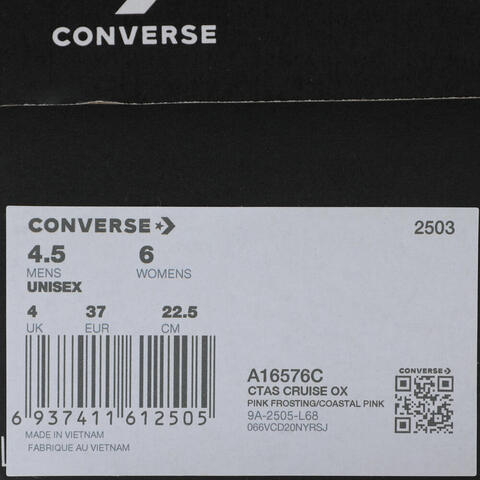 CONVERSE
CONVERSE
2503
4.5 6
MENS WOMENS
UNISEX
4 37 22.5
UK EUR CM
A16576C
CTAS CRUISE OX
PINK FROSTING/COASTAL PINK
9A-2505-L68
066VCD20NYRSJ
CONVERSE
6 937411 612505
MADE IN VIETNAM
FABRIQUE AU VIETNAM